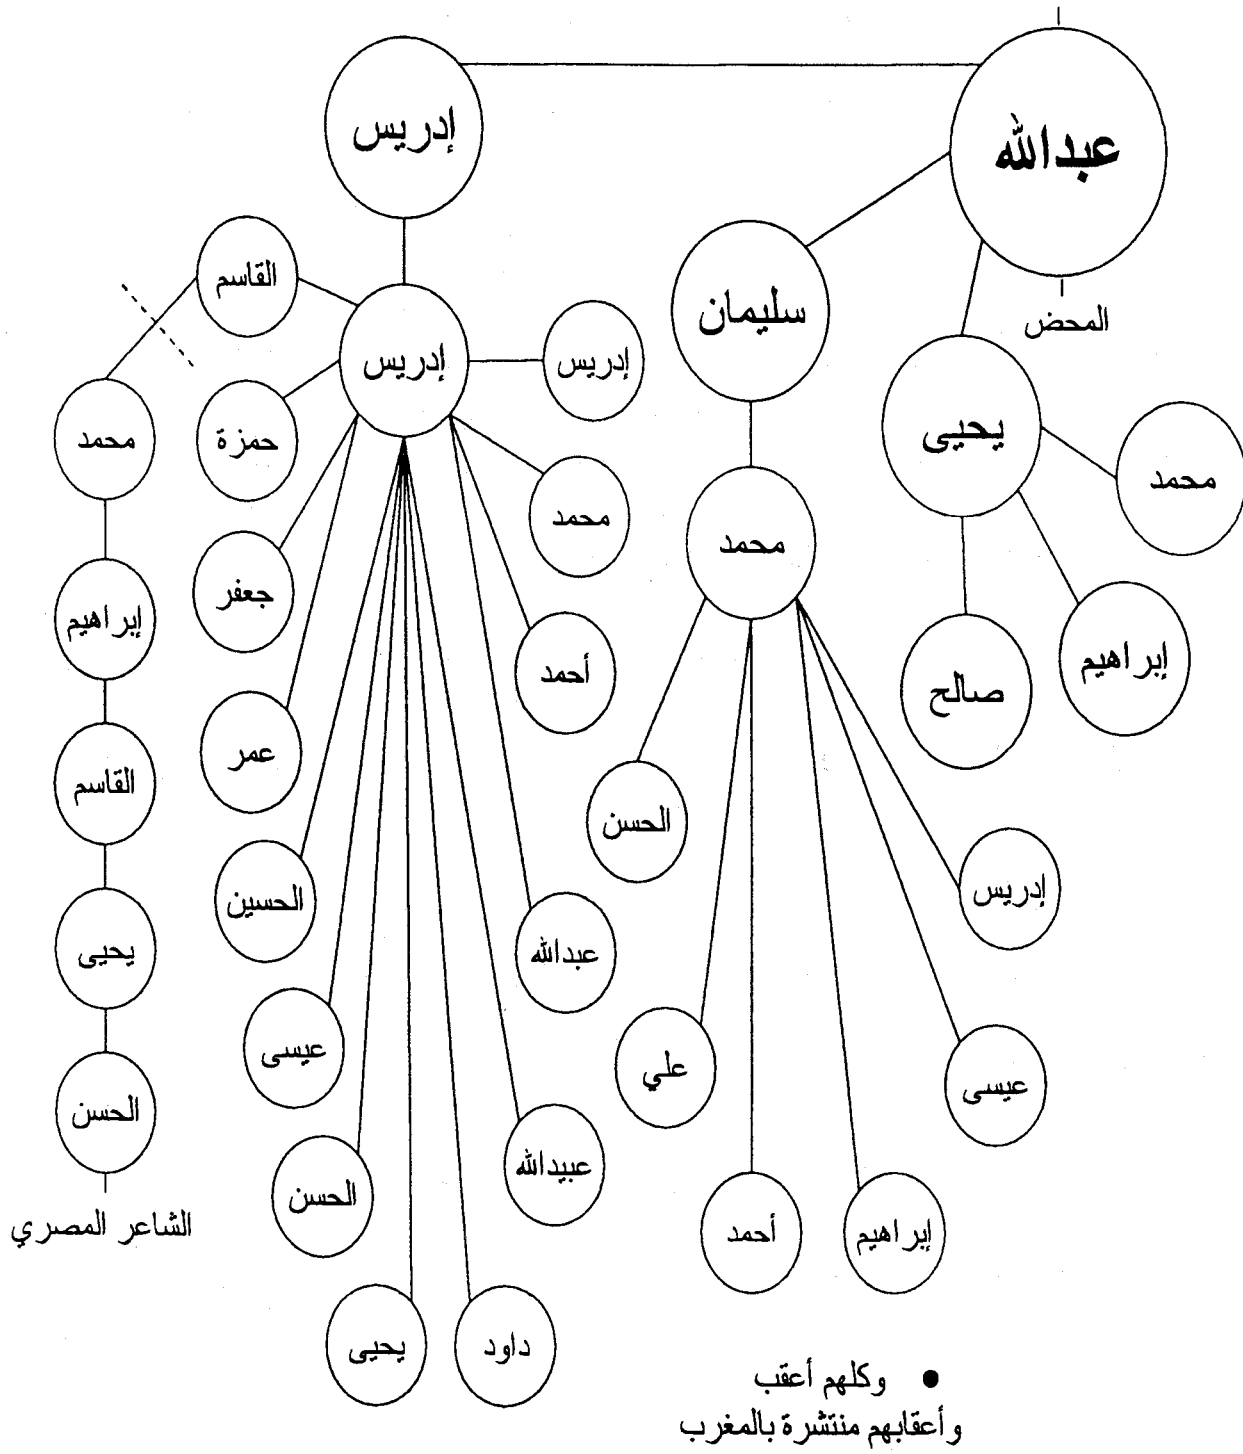 عبدالله
المحض
إدريس
سليمان
يحيى
محمد
إبراهيم
صالح
محمد
إدريس
عيسى
إبراهيم
أحمد
علي
الحسن
إدريس
إدريس
محمد
أحمد
عبدالله
عبيدالله
داود
يحيى
الحسن
عيسى
الحسين
عمر
جعفر
حمزة
القاسم
محمد
إبراهيم
القاسم
يحيى
الحسن
الشاعر المصري
● وكلهم أعقب
وأعقابهم منتشرة بالمغرب